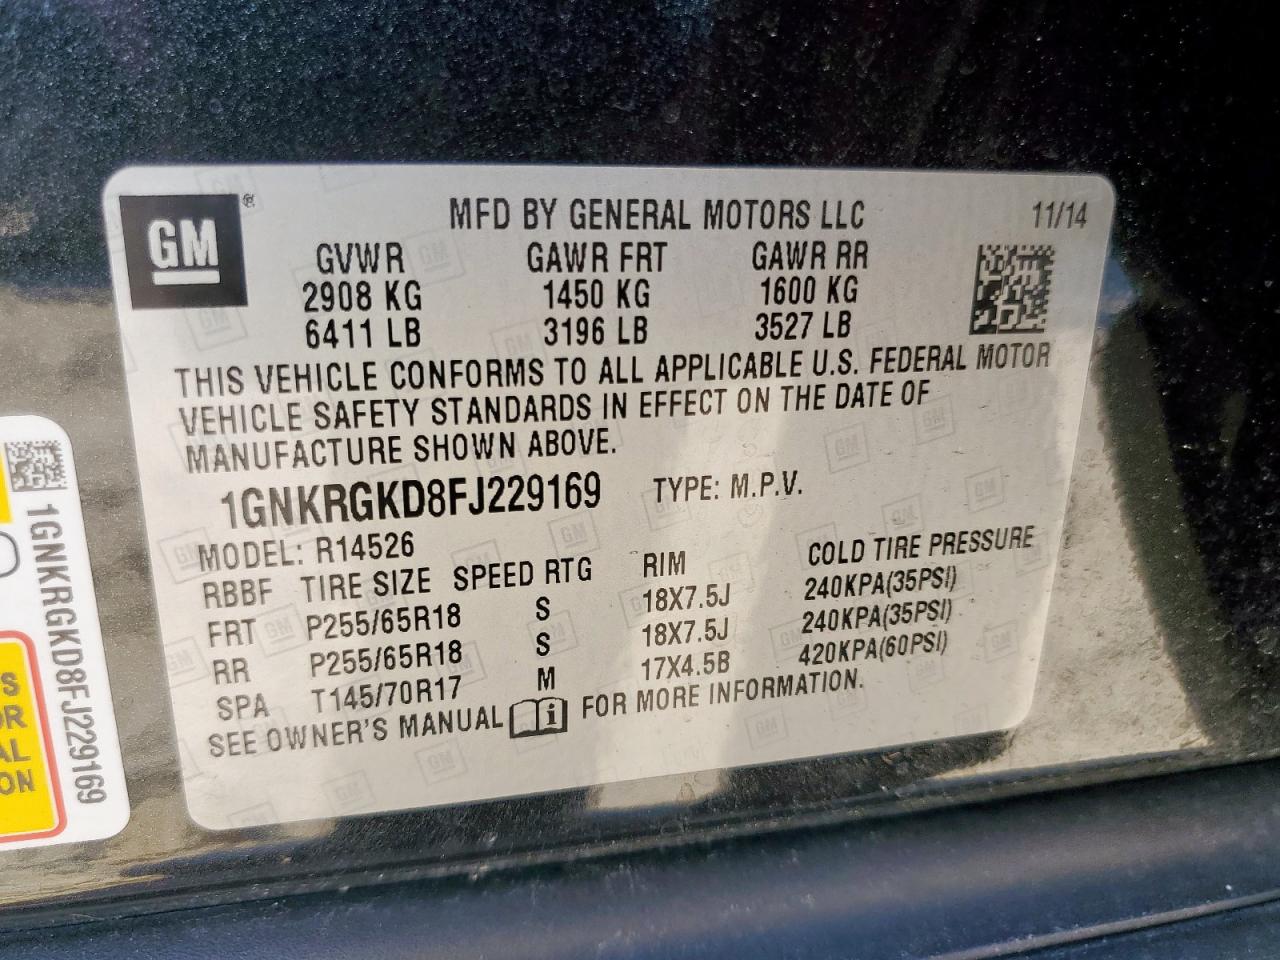 GM
MFD BY GENERAL MOTORS LLC 11/14
GVWR GAWR FRT GAWR RR
2908 KG 1450 KG 1600 KG
6411 LB 3196 LB 3527 LB
THIS VEHICLE CONFORMS TO ALL APPLICABLE U.S. FEDERAL MOTOR
VEHICLE SAFETY STANDARDS IN EFFECT ON THE DATE OF
MANUFACTURE SHOWN ABOVE.
1GNKRGKD8FJ229169 TYPE: M.P.V.
MODEL: R14526
RBBF TIRE SIZE SPEED RTG RIM COLD TIRE PRESSURE
FRT P255/65R18 S 18X7.5J 240KPA(35PSI)
RR P255/65R18 S 18X7.5J 240KPA(35PSI)
SPA T145/70R17 M 17X4.5B 420KPA(60PSI)
SEE OWNER'S MANUAL i FOR MORE INFORMATION.
1GNKRGKD8FJ229169
S
OR
AL
ON